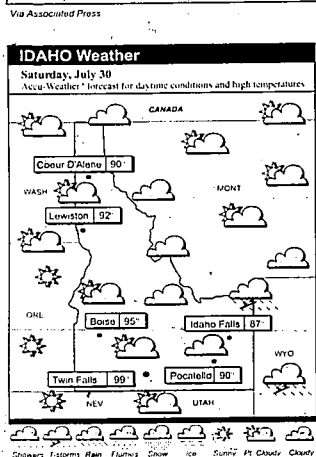 Via Associated Press
IDAHO Weather
Saturday, July 30
Accu-Weather® forecast for daytime conditions and high temperatures
CANADA
Coeur D'Alene 90°
WASH
MONT
Lewiston 92°
ORE
Boise 95°
Idaho Falls 87°
WYO
Twin Falls 99°
Pocatello 90°
NEV
UTAH
Showers T-storms Rain Flurries Snow Ice Sunny Pt. Cloudy Cloudy